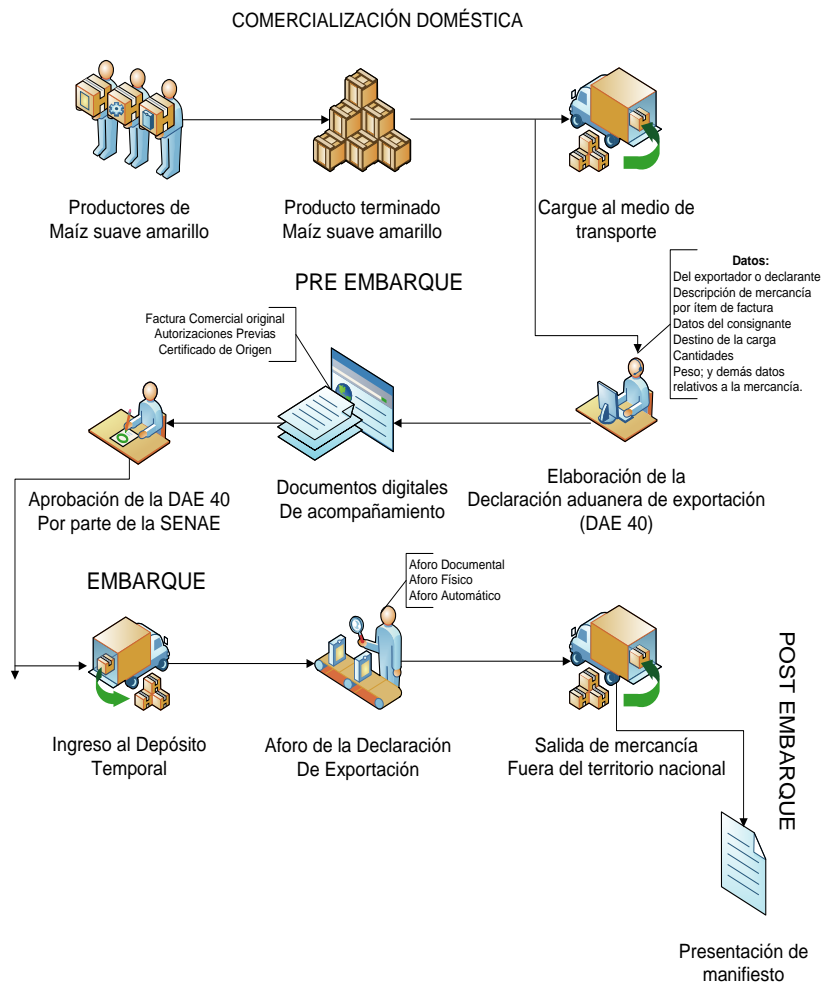 COMERCIALIZACIÓN DOMÉSTICA
Productores de
Maíz suave amarillo
Producto terminado
Maíz suave amarillo
Cargue al medio de
transporte
PRE EMBARQUE
Datos:
Del exportador o declarante
Descripción de mercancía
por ítem de factura
Datos del consignante
Destino de la carga
Cantidades
Peso; y demás datos
relativos a la mercancía.
Factura Comercial original
Autorizaciones Previas
Certificado de Origen
Elaboración de la
Declaración aduanera de exportación
(DAE 40)
Documentos digitales
De acompañamiento
Aprobación de la DAE 40
Por parte de la SENAE
EMBARQUE
Aforo Documental
Aforo Físico
Aforo Automático
Ingreso al Depósito
Temporal
Aforo de la Declaración
De Exportación
Salida de mercancía
Fuera del territorio nacional
POST EMBARQUE
Presentación de
manifiesto